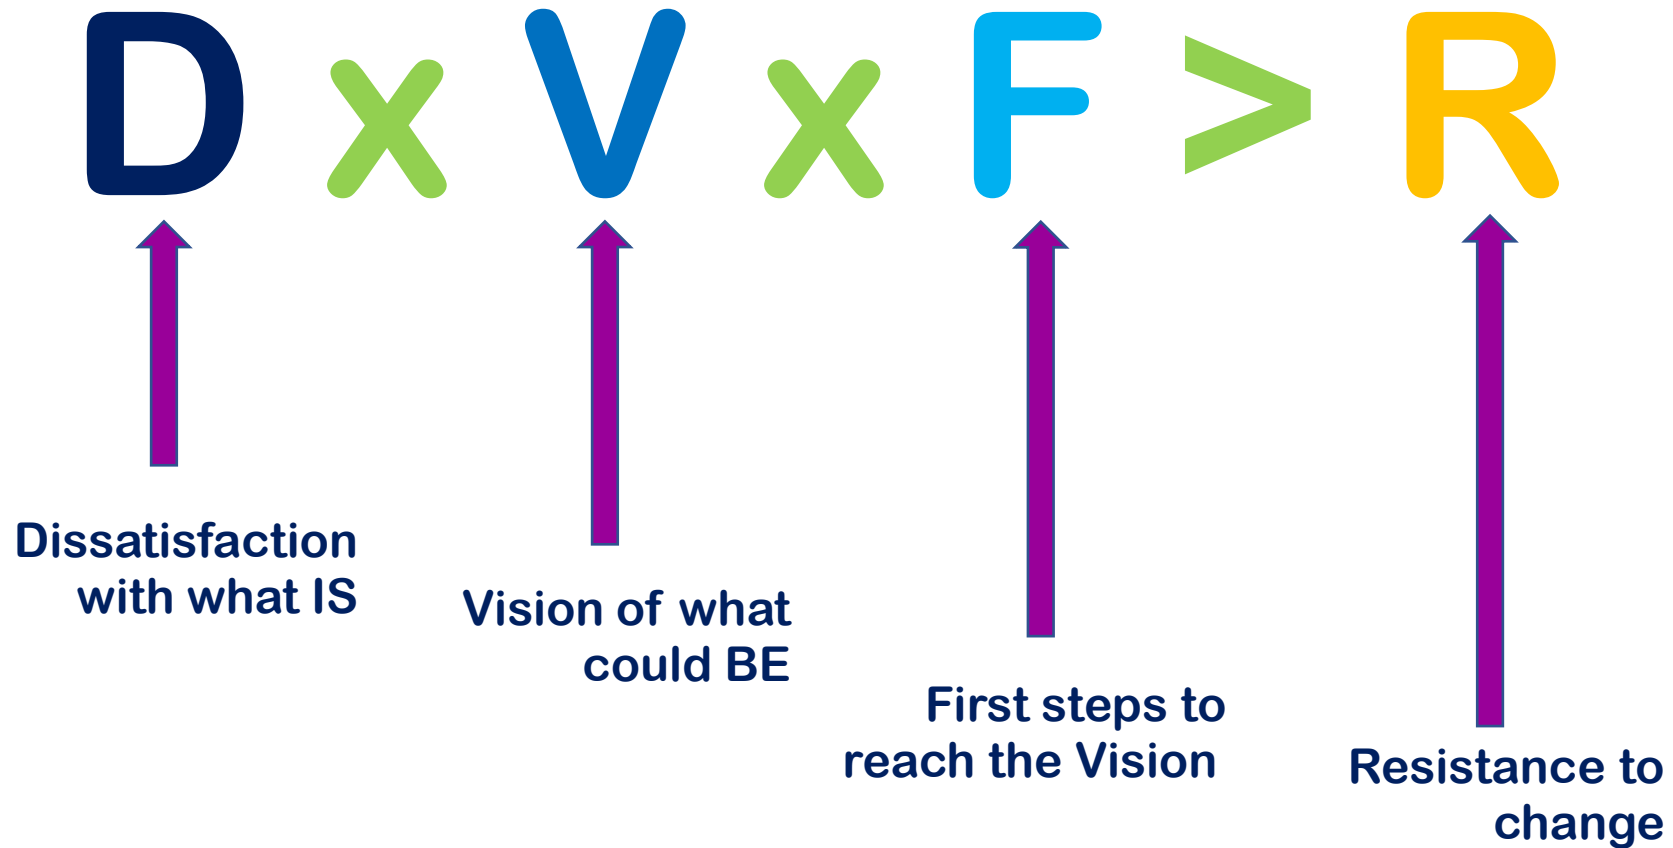 D x V x F > R
Dissatisfaction
with what IS
Vision of what
could BE
First steps to
reach the Vision
Resistance to
change